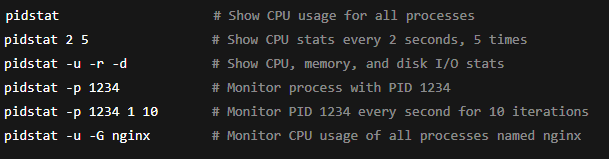 pidstat # Show CPU usage for all processes
pidstat 2 5 # Show CPU stats every 2 seconds, 5 times
pidstat -u -r -d # Show CPU, memory, and disk I/O stats
pidstat -p 1234 # Monitor process with PID 1234
pidstat -p 1234 1 10 # Monitor PID 1234 every second for 10 iterations
pidstat -u -G nginx # Monitor CPU usage of all processes named nginx